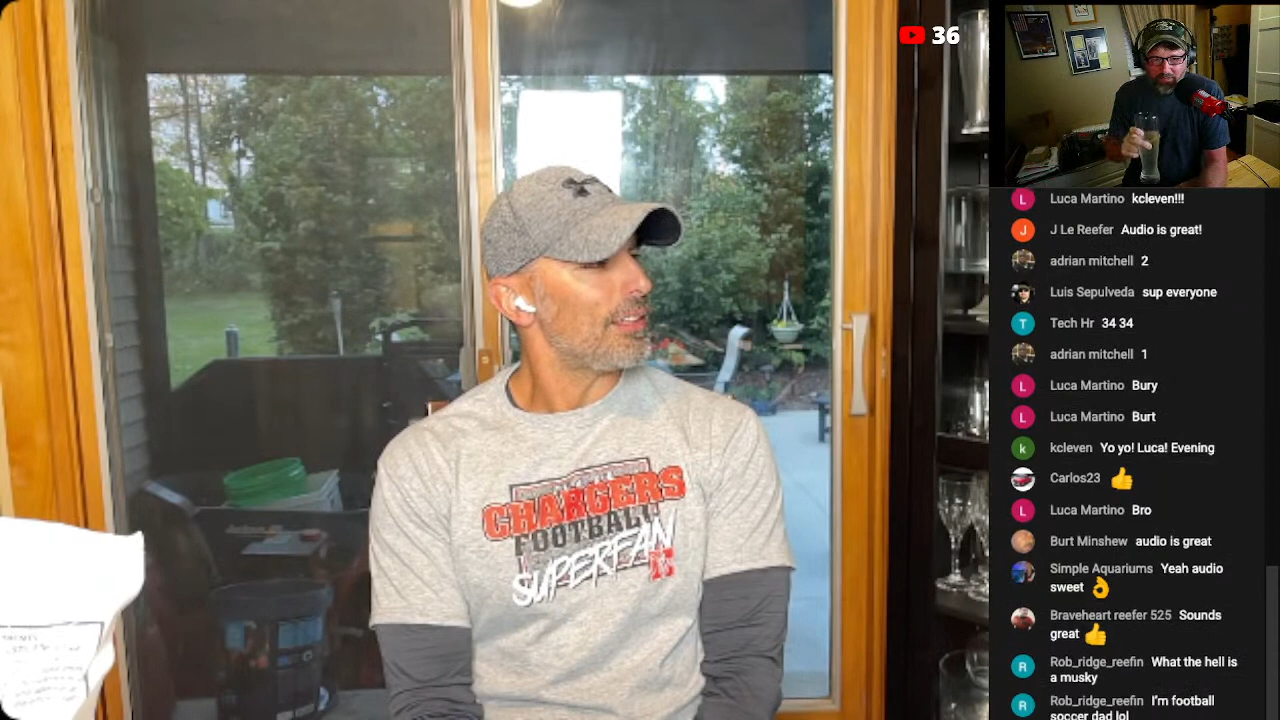 36
CHARGERS
FOOTBALL
SUPERFAN
Luca Martino kcleven!!!
J Le Reefer Audio is great!
adrian mitchell 2
Luis Sepulveda sup everyone
Tech Hr 34 34
adrian mitchell 1
Luca Martino Bury
Luca Martino Burt
k kcleven Yo yo! Luca! Evening
Carlos23 👍
Luca Martino Bro
Burt Minshew audio is great
Simple Aquariums Yeah audio
sweet 👌
Braveheart reefer 525 Sounds
great 👍
Rob_ridge_reefin What the hell is
a musky
Rob_ridge_reefin I'm football
soccer dad lol